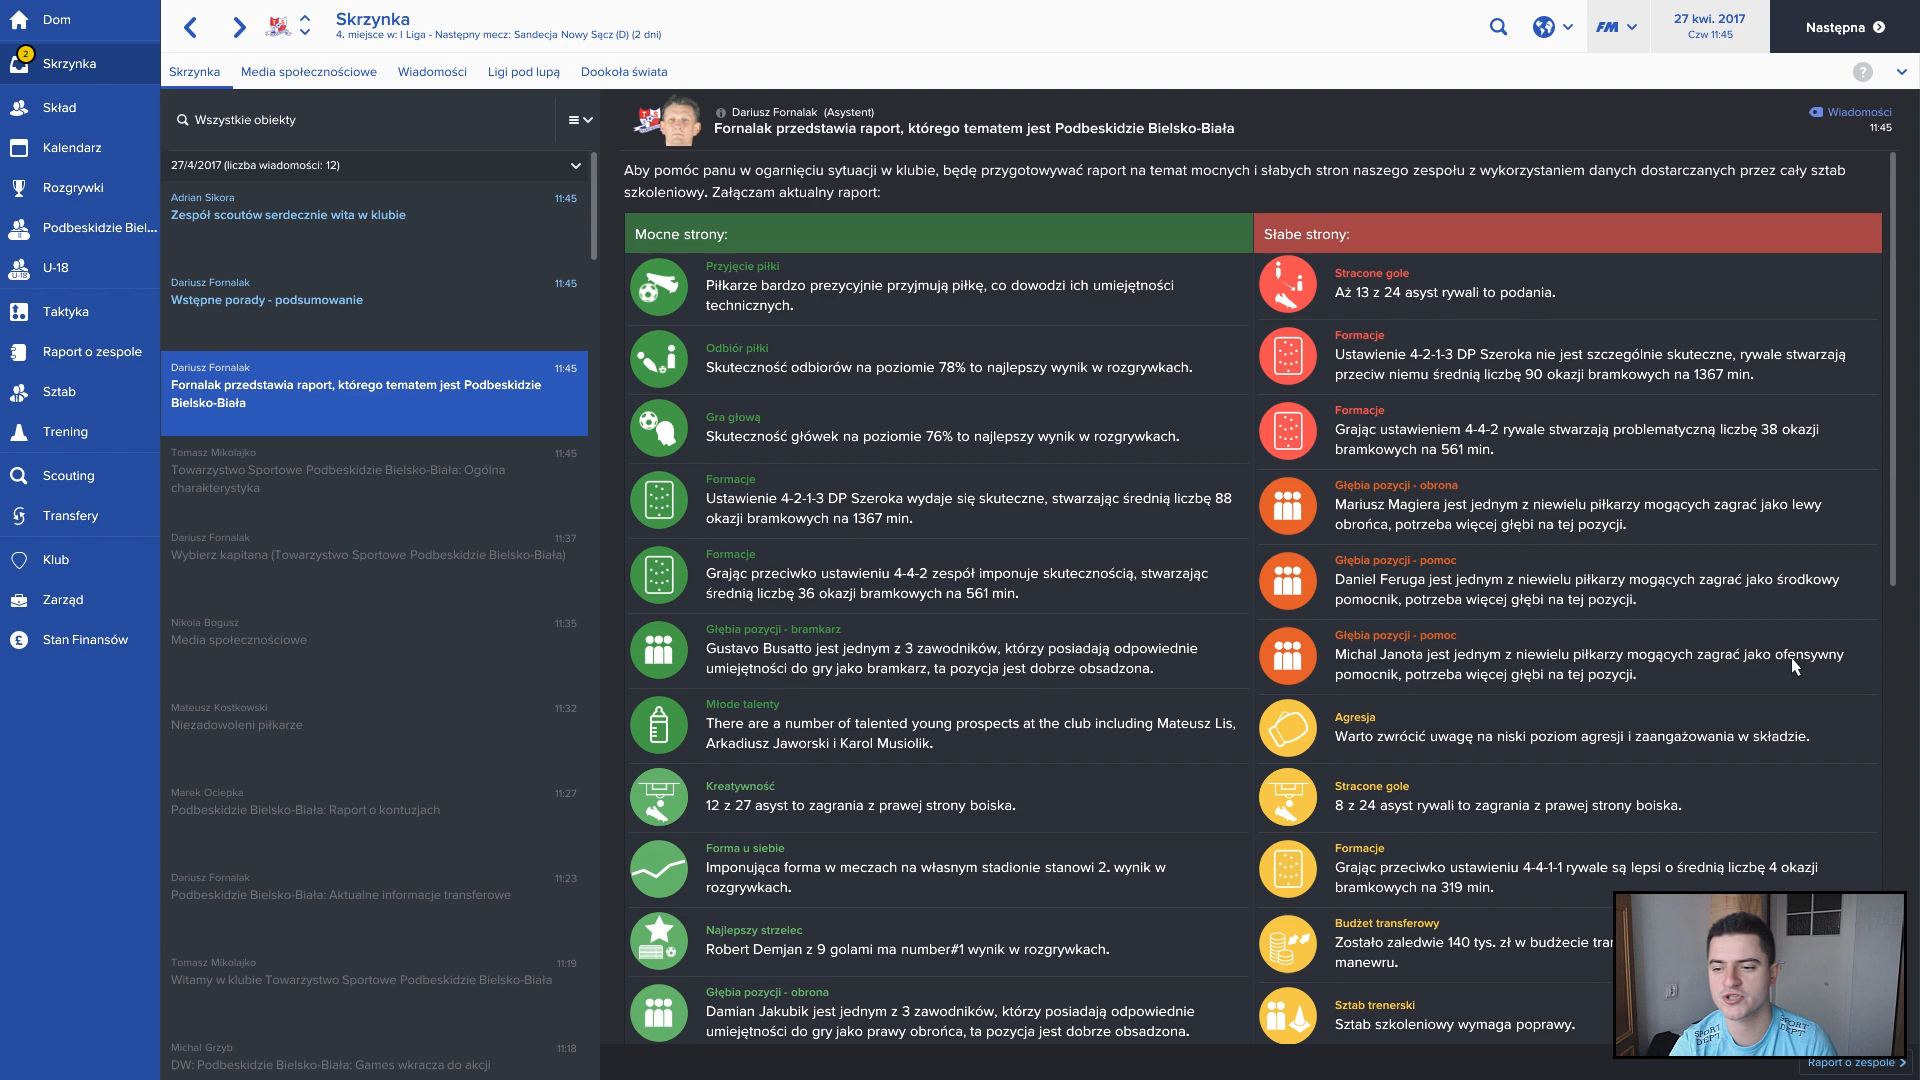 Dom
2
Skrzynka
Skład
Kalendarz
Rozgrywki
Podbeskidzie Biel...
U-18
Taktyka
Raport o zespole
Sztab
Trening
Scouting
Transfery
Klub
Zarząd
Stan Finansów
Skrzynka
4. miejsce w: I Liga - Następny mecz: Sandecja Nowy Sącz (D) (2 dni)
FM
27 kwi. 2017
Czw 11:45
Następna
Skrzynka
Media społecznościowe
Wiadomości
Ligi pod lupą
Dookoła świata
?
Wszystkie obiekty
27/4/2017 (liczba wiadomości: 12)
Adrian Sikora 11:45
Zespół scoutów serdecznie wita w klubie
Dariusz Fornalak 11:45
Wstępne porady - podsumowanie
Dariusz Fornalak 11:45
Fornalak przedstawia raport, którego tematem jest Podbeskidzie
Bielsko-Biała
Tomasz Mikolajko 11:45
Towarzystwo Sportowe Podbeskidzie Bielsko-Biała: Ogólna
charakterystyka
Dariusz Fornalak 11:37
Wybierz kapitana (Towarzystwo Sportowe Podbeskidzie Bielsko-Biała)
Nikola Bogusz 11:35
Media społecznościowe
Mateusz Kostkowski 11:32
Niezadowoleni piłkarze
Marek Ociepka 11:27
Podbeskidzie Bielsko-Biała: Raport o kontuzjach
Dariusz Fornalak 11:23
Podbeskidzie Bielsko-Biała: Aktualne informacje transferowe
Tomasz Mikolajko 11:19
Witamy w klubie Towarzystwo Sportowe Podbeskidzie Bielsko-Biała
Michal Grzyb 11:18
DW: Podbeskidzie Bielsko-Biała: Games wkracza do akcji
Dariusz Fornalak (Asystent)
Fornalak przedstawia raport, którego tematem jest Podbeskidzie Bielsko-Biała
Wiadomości
11:45
Aby pomóc panu w ogarnięciu sytuacji w klubie, będę przygotowywać raport na temat mocnych i słabych stron naszego zespołu z wykorzystaniem danych dostarczanych przez cały sztab
szkoleniowy. Załączam aktualny raport:
Mocne strony:
Przyjęcie piłki
Piłkarze bardzo prezycyjnie przyjmują piłkę, co dowodzi ich umiejętności
technicznych.
Odbiór piłki
Skuteczność odbiorów na poziomie 78% to najlepszy wynik w rozgrywkach.
Gra głową
Skuteczność główek na poziomie 76% to najlepszy wynik w rozgrywkach.
Formacje
Ustawienie 4-2-1-3 DP Szeroka wydaje się skuteczne, stwarzając średnią liczbę 88
okazji bramkowych na 1367 min.
Formacje
Grając przeciwko ustawieniu 4-4-2 zespół imponuje skutecznością, stwarzając
średnią liczbę 36 okazji bramkowych na 561 min.
Głębia pozycji - bramkarz
Gustavo Busatto jest jednym z 3 zawodników, którzy posiadają odpowiednie
umiejętności do gry jako bramkarz, ta pozycja jest dobrze obsadzona.
Młode talenty
There are a number of talented young prospects at the club including Mateusz Lis,
Arkadiusz Jaworski i Karol Musiolik.
Kreatywność
12 z 27 asyst to zagrania z prawej strony boiska.
Forma u siebie
Imponująca forma w meczach na własnym stadionie stanowi 2. wynik w
rozgrywkach.
Najlepszy strzelec
Robert Demjan z 9 golami ma number#1 wynik w rozgrywkach.
Głębia pozycji - obrona
Damian Jakubik jest jednym z 3 zawodników, którzy posiadają odpowiednie
umiejętności do gry jako prawy obrońca, ta pozycja jest dobrze obsadzona.
Słabe strony:
Stracone gole
Aż 13 z 24 asyst rywali to podania.
Formacje
Ustawienie 4-2-1-3 DP Szeroka nie jest szczególnie skuteczne, rywale stwarzają
przeciw niemu średnią liczbę 90 okazji bramkowych na 1367 min.
Formacje
Grając ustawieniem 4-4-2 rywale stwarzają problematyczną liczbę 38 okazji
bramkowych na 561 min.
Głębia pozycji - obrona
Mariusz Magiera jest jednym z niewielu piłkarzy mogących zagrać jako lewy
obrońca, potrzeba więcej głębi na tej pozycji.
Głębia pozycji - pomoc
Daniel Feruga jest jednym z niewielu piłkarzy mogących zagrać jako środkowy
pomocnik, potrzeba więcej głębi na tej pozycji.
Głębia pozycji - pomoc
Michal Janota jest jednym z niewielu piłkarzy mogących zagrać jako ofensywny
pomocnik, potrzeba więcej głębi na tej pozycji.
Agresja
Warto zwrócić uwagę na niski poziom agresji i zaangażowania w składzie.
Stracone gole
8 z 24 asyst rywali to zagrania z prawej strony boiska.
Formacje
Grając przeciwko ustawieniu 4-4-1-1 rywale są lepsi o średnią liczbę 4 okazji
bramkowych na 319 min.
Budżet transferowy
Zostało zaledwie 140 tys. zł w budżecie
manewru.
Sztab trenerski
Sztab szkoleniowy wymaga poprawy.
SPORT
DEPT
SPORT
DEPT
Raport o zespole